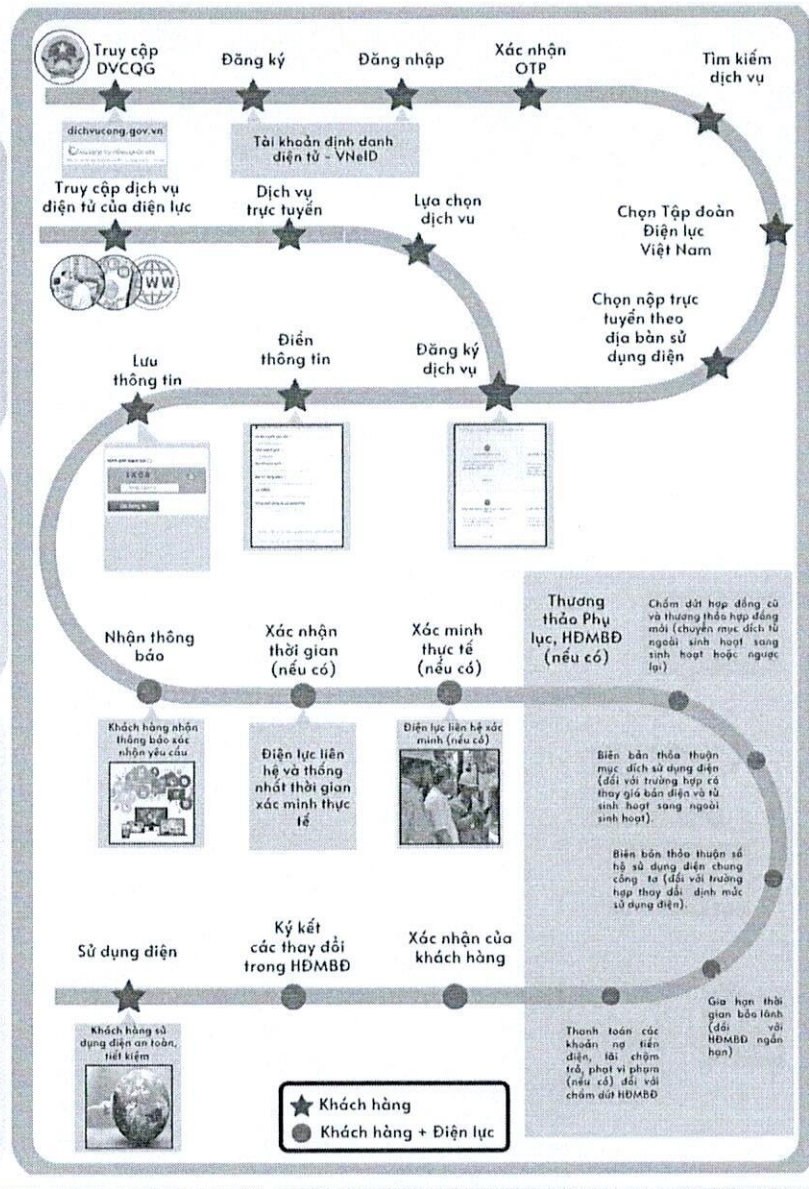 Truy cập
DVCQG
Đăng ký
Đăng nhập
Xác nhận
OTP
Tìm kiếm
dịch vụ
dichvucong.gov.vn
Tài khoản định danh
điện tử - VNeID
Truy cập dịch vụ
điện tử của điện lực
Dịch vụ
trực tuyến
Lựa chọn
dịch vu
Chọn Tập đoàn
Điện lực
Việt Nam
Chọn nộp trực
tuyến theo
địa bàn sử
dụng điện
WW
Lưu
thông tin
Điền
thông tin
Đăng ký
dịch vụ
Nhận thông
báo
Xác nhận
thời gian
(nếu có)
Xác minh
thực tế
(nếu có)
Thương
thảo Phụ
lục, HĐMBĐ
(nếu có)
Chấm dứt hợp đồng cũ
và thương thảo hợp đồng
mới (chuyển mục đích từ
ngoài sinh hoạt sang
sinh hoạt hoặc ngược
lại)
Khách hàng nhận
thông báo xác
nhận yêu cầu
Điện lực liên
hệ và thống
nhất thời gian
xác minh thực
tế
Điện lực liên hệ xác
minh (nếu có)
Biên bản thỏa thuận
mục đích sử dụng điện
(đối với trường hợp có
thay giá bán điện và từ
sinh hoạt sang ngoài
sinh hoạt).
Biên bản thỏa thuận số
hộ sử dụng điện chung
công tơ (đối với trường
hợp thay đổi định mức
sử dụng điện).
Sử dụng điện
Ký kết
các thay đổi
trong HĐMBĐ
Xác nhận của
khách hàng
Gia hạn thời
gian bảo lãnh
(đối với
HĐMBĐ ngắn
hạn)
Thanh toán các
khoản nợ tiền
điện, lãi chậm
trả, phạt vi phạm
(nếu có) đối với
chấm dứt HĐMBĐ
Khách hàng sử
dụng điện an toàn,
tiết kiệm
Khách hàng
Khách hàng + Điện lực